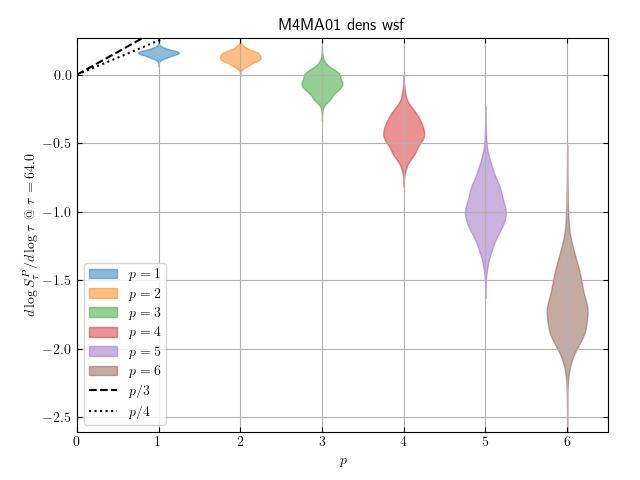 M4MA01 dens wsf
d log S_τ^P / d log τ @ τ = 64.0
0.0
−0.5
−1.0
−1.5
−2.0
−2.5
p = 1
p = 2
p = 3
p = 4
p = 5
p = 6
p/3
p/4
0 1 2 3 4 5 6
p